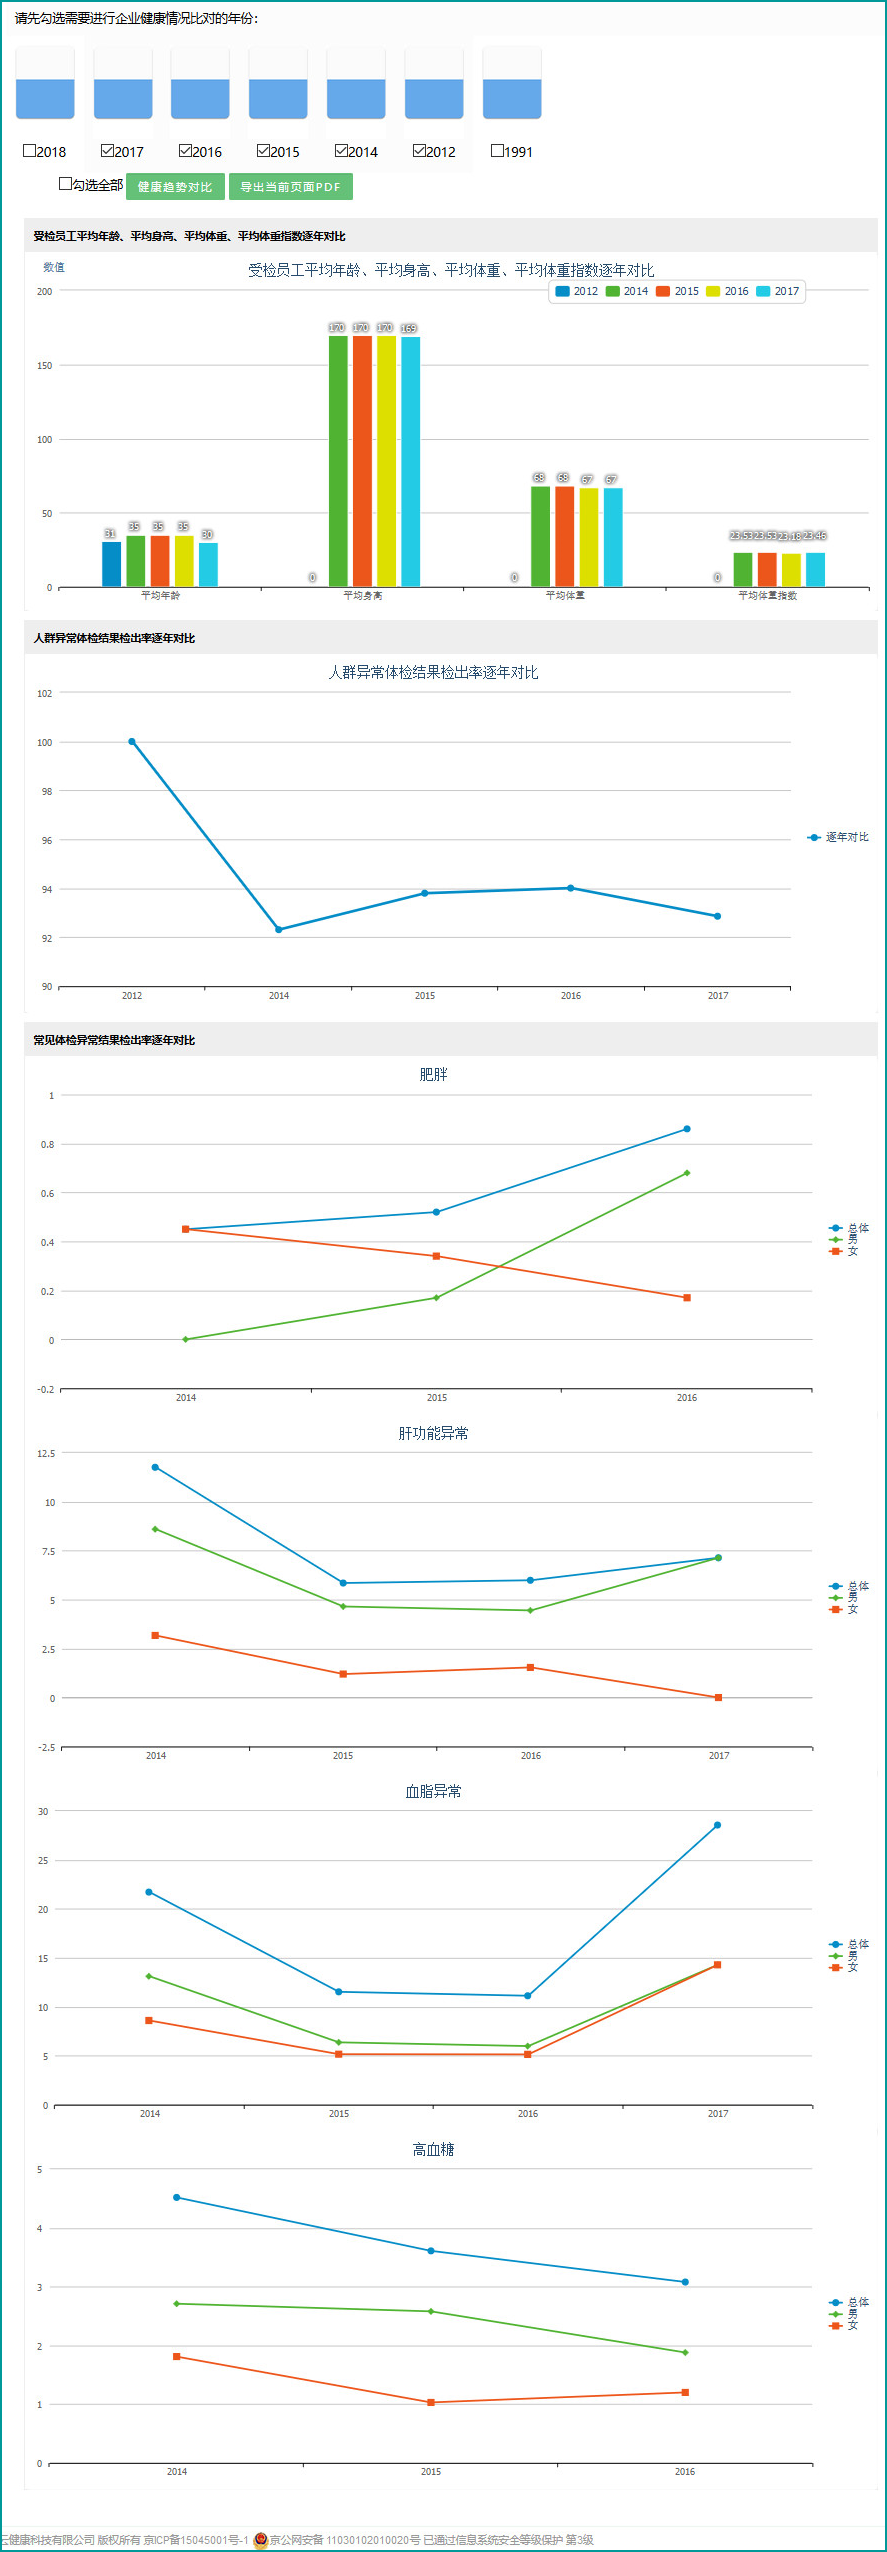 请先勾选需要进行企业健康情况比对的年份：
2018 2017 2016 2015 2014 2012 1991
勾选全部 健康趋势对比 导出当前页面PDF
受检员工平均年龄、平均身高、平均体重、平均体重指数逐年对比
数值 受检员工平均年龄、平均身高、平均体重、平均体重指数逐年对比
2012 2014 2015 2016 2017
200
150
100
50
0
31 35 35 35 30
0 170 170 170 169
0 68 68 67 67
0 23.53 23.53 23.18 23.46
平均年龄 平均身高 平均体重 平均体重指数
人群异常体检结果检出率逐年对比
人群异常体检结果检出率逐年对比
102
100
98
96
94
92
90
2012 2014 2015 2016 2017
逐年对比
常见体检异常结果检出率逐年对比
肥胖
1
0.8
0.6
0.4
0.2
0
-0.2
2014 2015 2016
总体
男
女
肝功能异常
12.5
10
7.5
5
2.5
0
-2.5
2014 2015 2016 2017
总体
男
女
血脂异常
30
25
20
15
10
5
0
2014 2015 2016 2017
总体
男
女
高血糖
5
4
3
2
1
0
2014 2015 2016
总体
男
女
健康科技有限公司 版权所有 京ICP备15045001号-1 京公网安备 11030102010020号 已通过信息系统安全等级保护 第3级